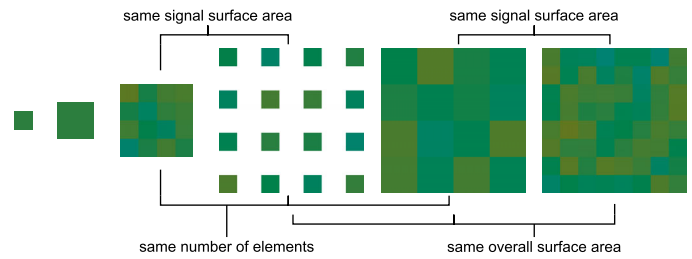 same signal surface area
same signal surface area
same number of elements
same overall surface area